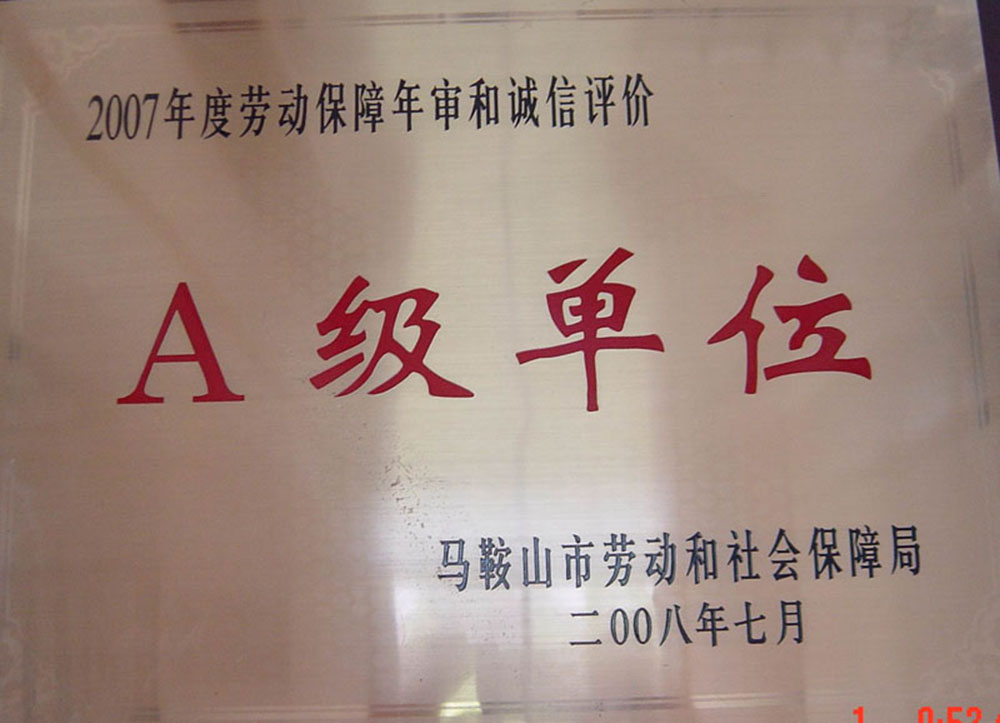 2007年度劳动保障年审和诚信评价
A级单位
马鞍山市劳动和社会保障局
二00八年七月